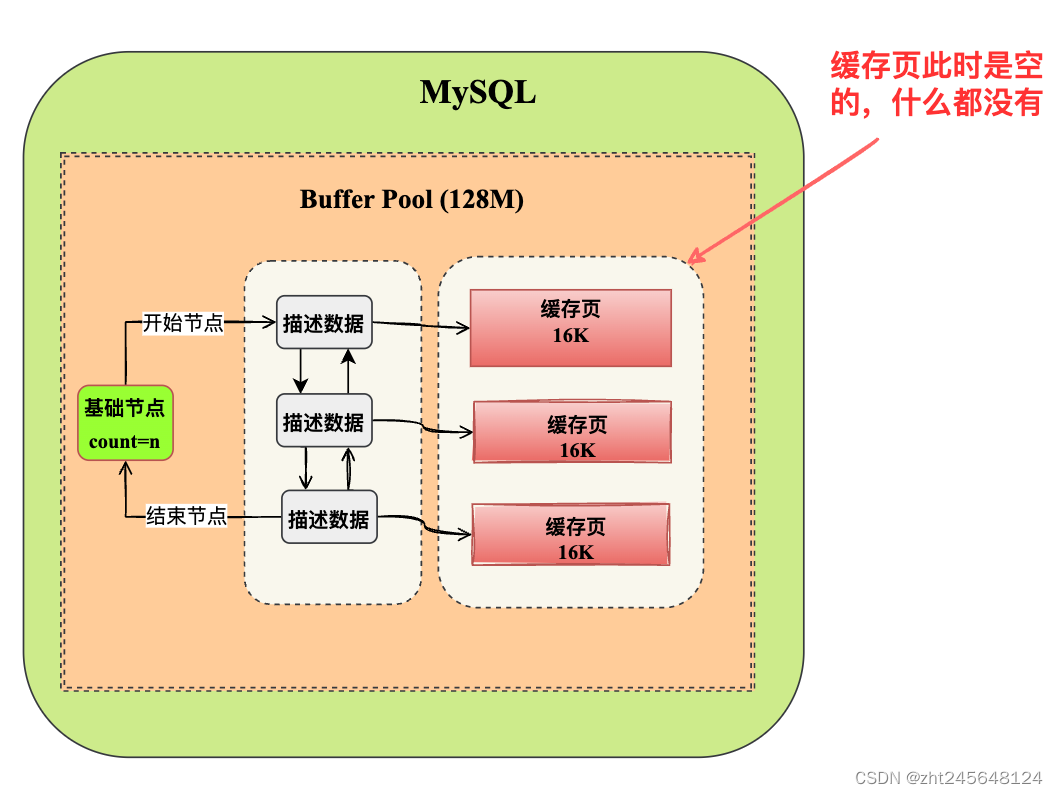 MySQL
缓存页此时是空
的，什么都没有
Buffer Pool (128M)
开始节点
描述数据
缓存页
16K
基础节点
count=n
描述数据
缓存页
16K
结束节点
描述数据
缓存页
16K
CSDN @zht245648124